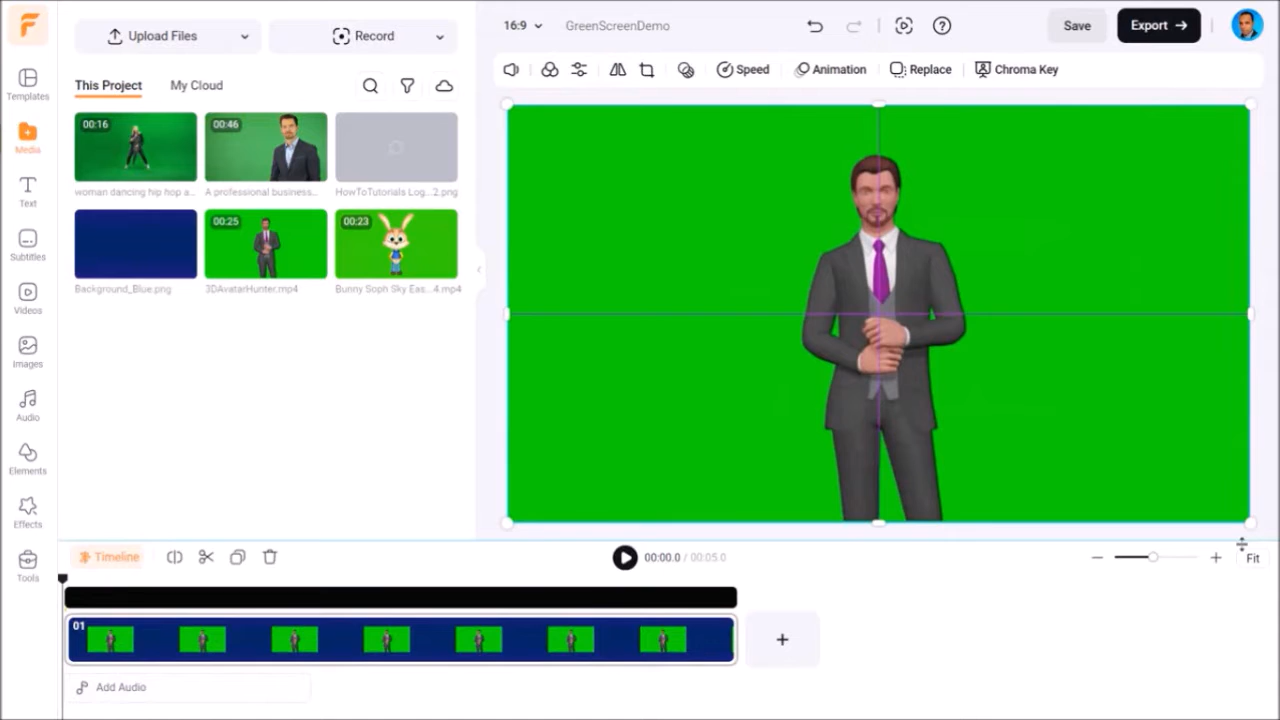 Upload Files
Record
16:9
GreenScreenDemo
Save
Export
Templates
This Project
My Cloud
Speed
Animation
Replace
Chroma Key
Media
00:16
00:46
woman dancing hip hop a...
A professional business...
HowToTutorials Log...2.png
Text
00:25
00:23
Subtitles
Background_Blue.png
3DAvatarHunter.mp4
Bunny Soph Sky Eas...4.mp4
Videos
Images
Audio
Elements
Effects
Tools
Timeline
00:00.0 / 00:05.0
Fit
01
Add Audio